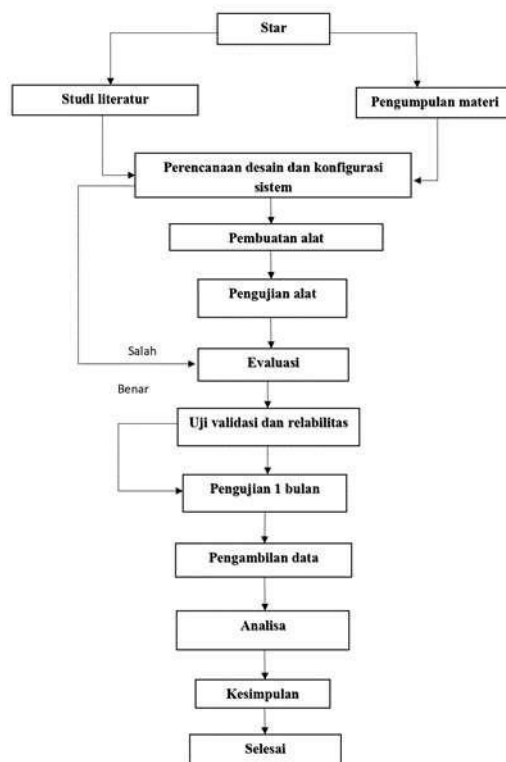 Star
Studi literatur
Pengumpulan materi
Perencanaan desain dan konfigurasi
sistem
Pembuatan alat
Pengujian alat
Salah
Evaluasi
Benar
Uji validasi dan relabilitas
Pengujian 1 bulan
Pengambilan data
Analisa
Kesimpulan
Selesai